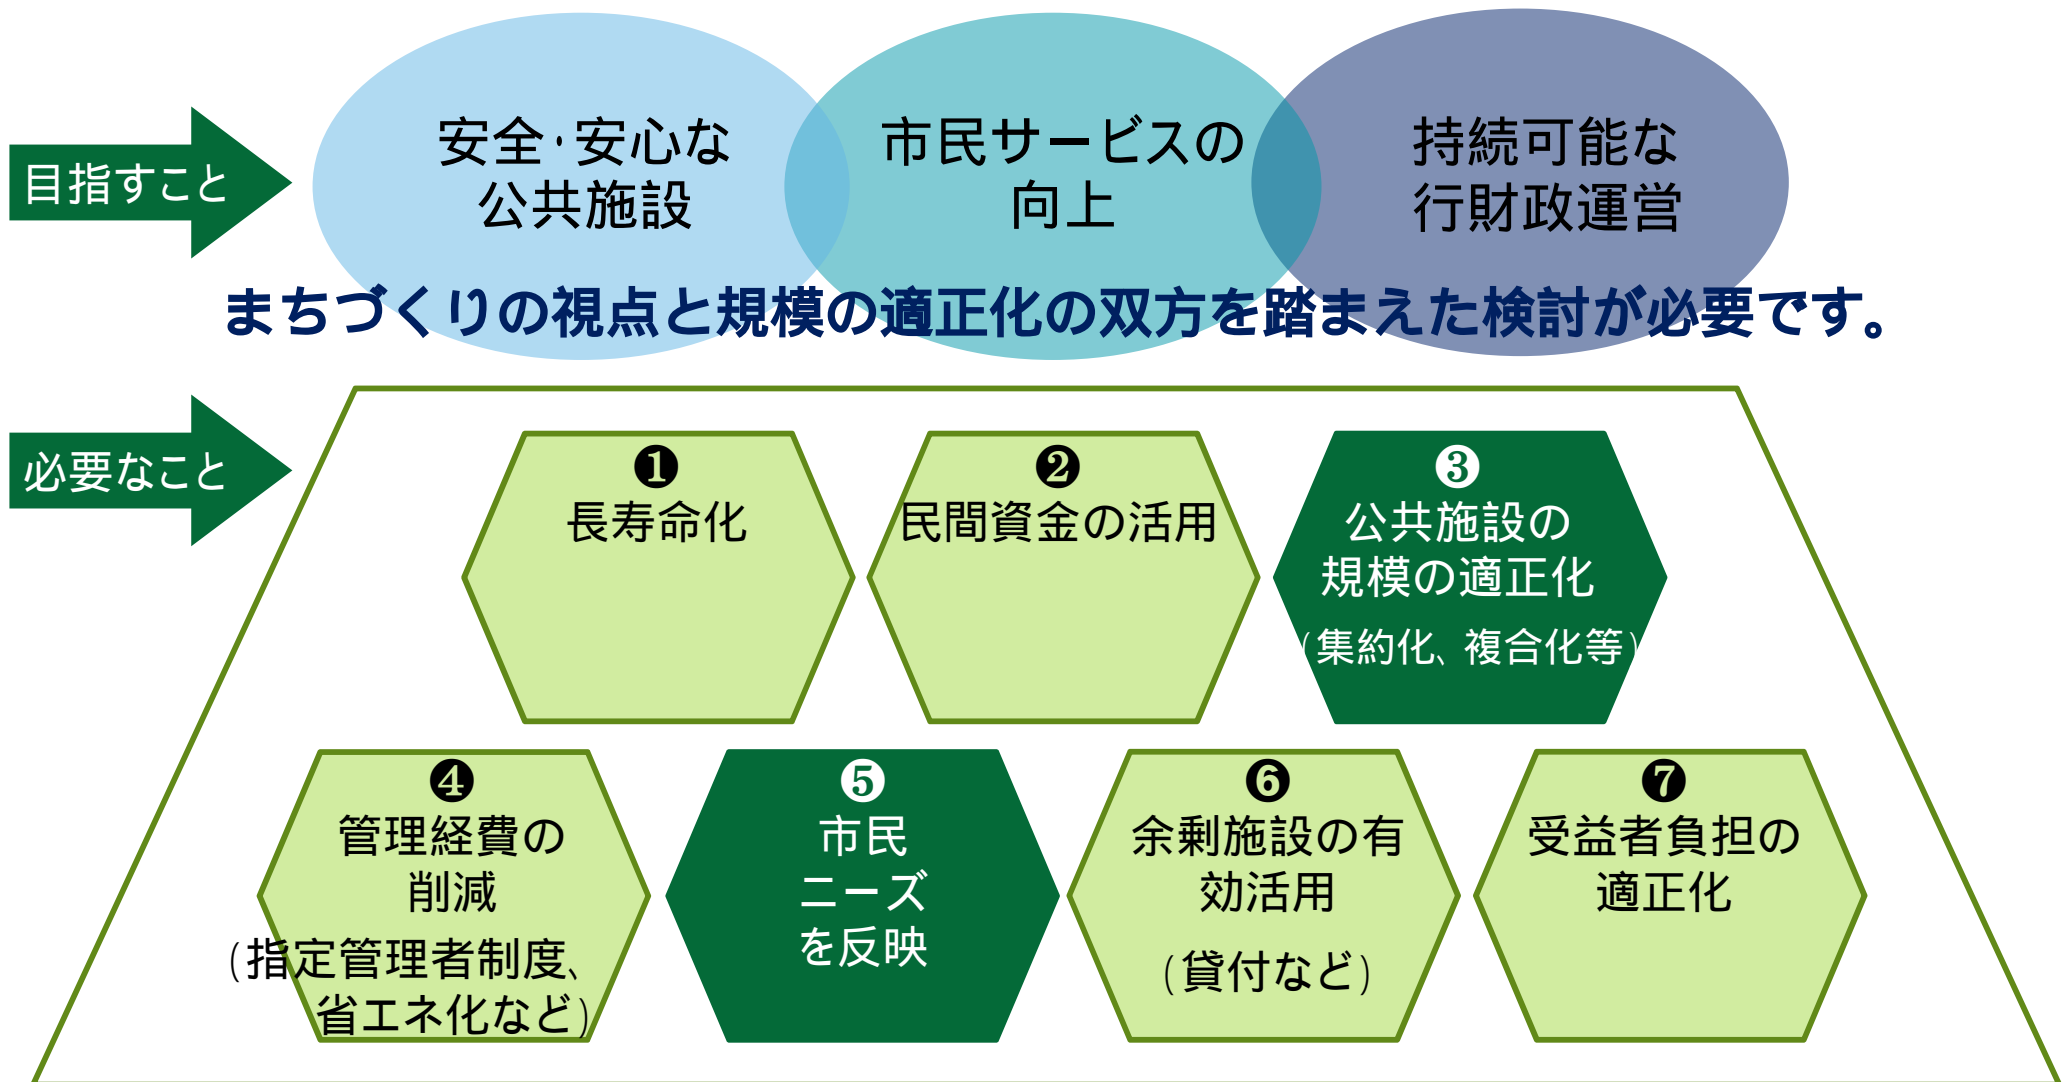 目指すこと
安全・安心な
公共施設
市民サービスの
向上
持続可能な
行財政運営
まちづくりの視点と規模の適正化の双方を踏まえた検討が必要です。
必要なこと
❶
長寿命化
❷
民間資金の活用
❸
公共施設の
規模の適正化
(集約化、複合化等)
❹
管理経費の
削減
(指定管理者制度、
省エネ化など)
❺
市民
ニーズ
を反映
❻
余剰施設の有
効活用
(貸付など)
❼
受益者負担の
適正化